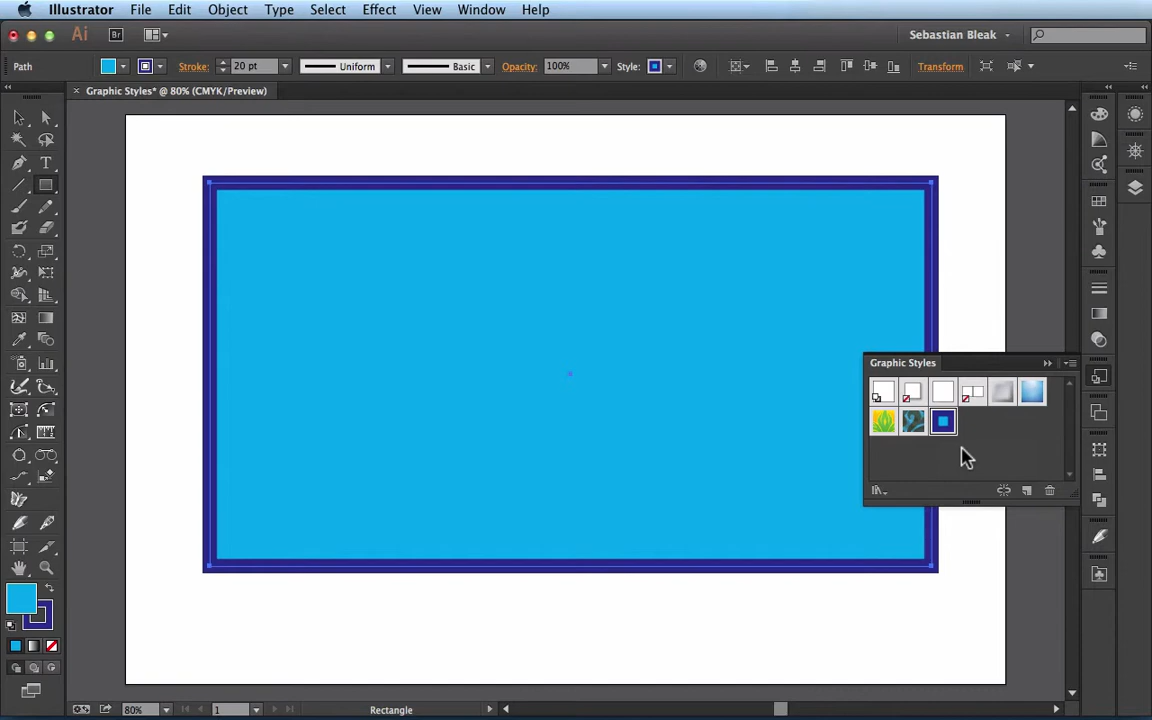 Illustrator File Edit Object Type Select Effect View Window Help
Br Sebastian Bleak
Path Stroke: 20 pt Uniform Basic Opacity: 100% Style: Transform
Graphic Styles* @ 80% (CMYK/Preview)
Graphic Styles
80% 1 Rectangle